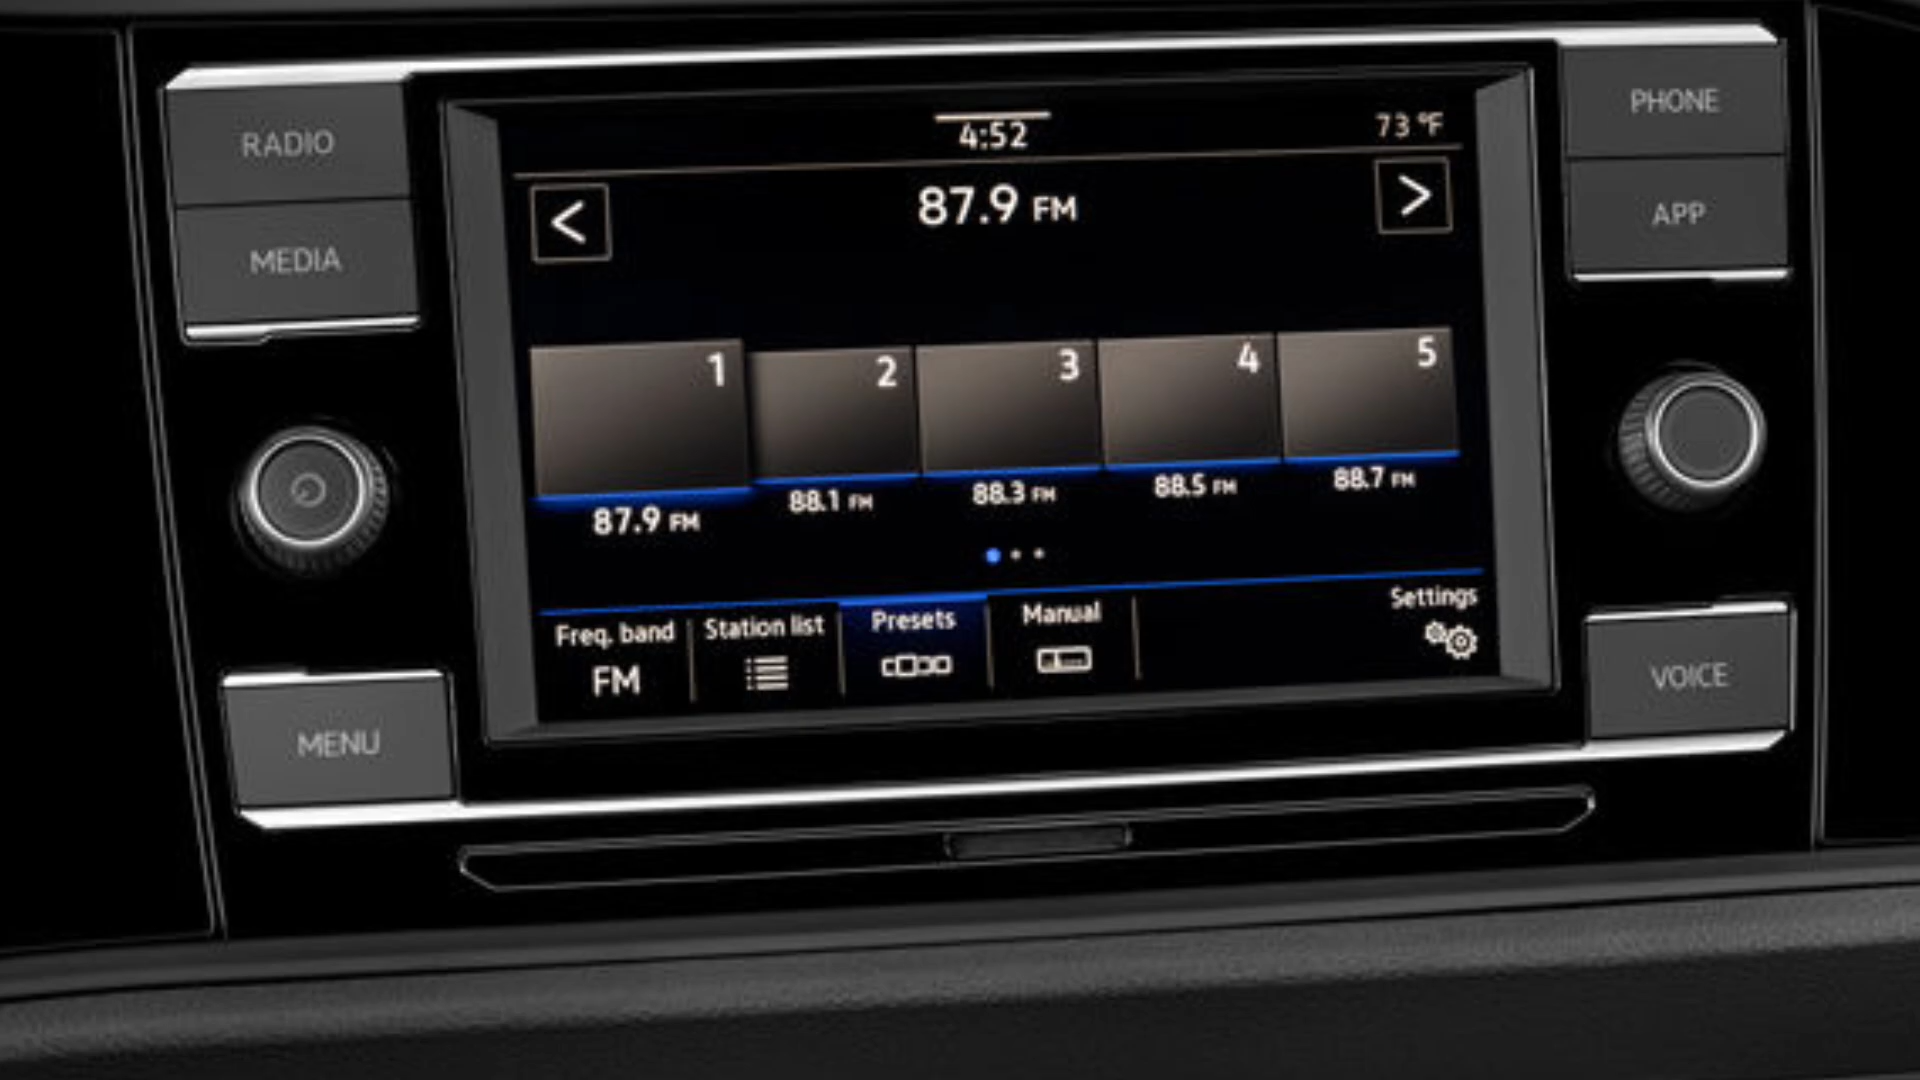 RADIO
MEDIA
MENU
4:52
73 °F
<
87.9 FM
>
1
2
3
4
5
87.9 FM
88.1 FM
88.3 FM
88.5 FM
88.7 FM
Freq. band
FM
Station list
Presets
Manual
Settings
PHONE
APP
VOICE